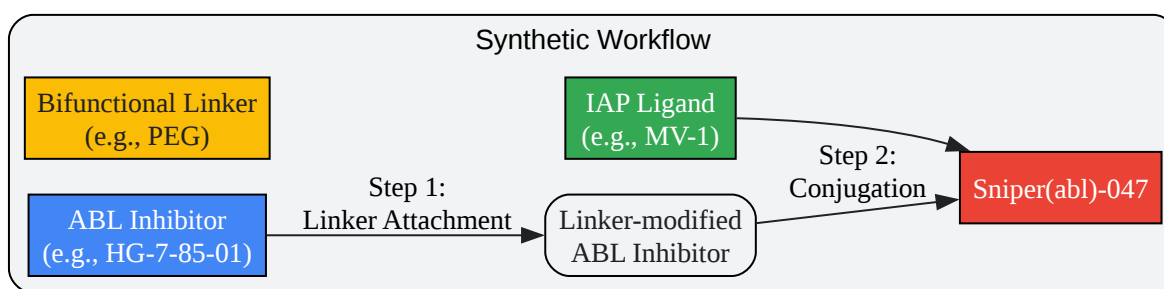 Synthetic Workflow
Bifunctional Linker
(e.g., PEG)
IAP Ligand
(e.g., MV-1)
Step 2:
Conjugation
Sniper(abl)-047
ABL Inhibitor
(e.g., HG-7-85-01)
Step 1:
Linker Attachment
Linker-modified
ABL Inhibitor